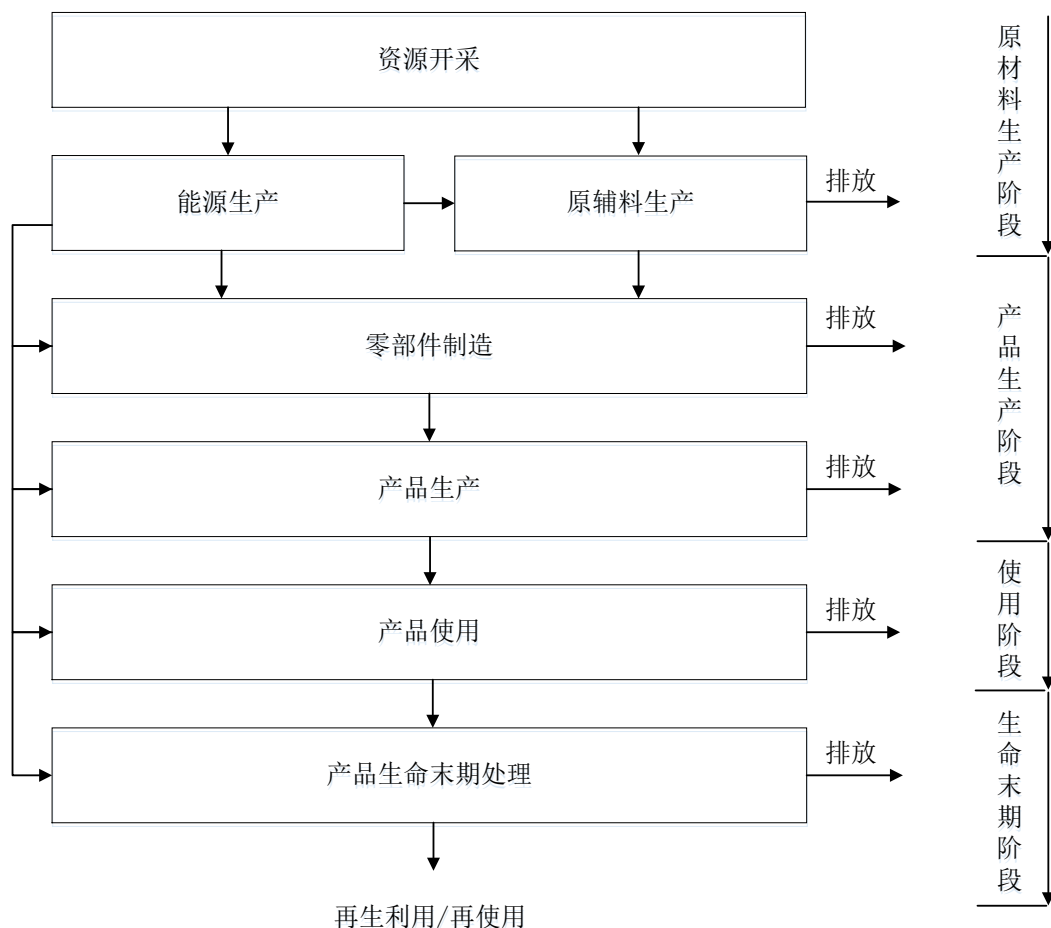 资源开采
能源生产
原辅料生产
排放
零部件制造
排放
产品生产
排放
产品使用
排放
产品生命末期处理
排放
再生利用/再使用
原材料生产阶段
产品生产阶段
使用阶段
生命末期阶段